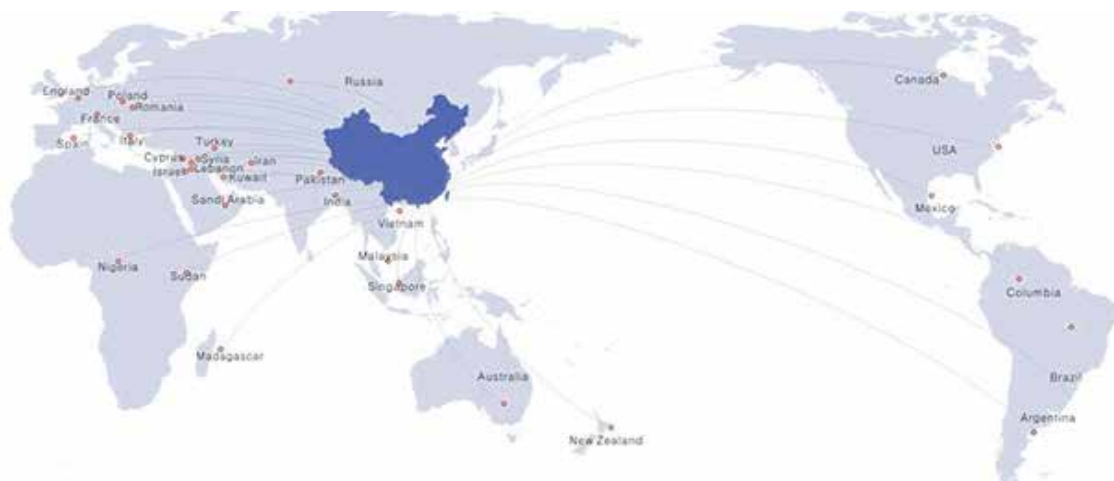 Russia
Canada
England
Poland
Romania
France
Spain
Italy
Turkey
USA
Cyprus
Syria
Iran
Lebanon
Israel
Kuwait
Pakistan
Saudi Arabia
India
Mexico
Vietnam
Malaysia
Nigeria
Sudan
Singapore
Columbia
Madagascar
Australia
Brazil
Argentina
New Zealand